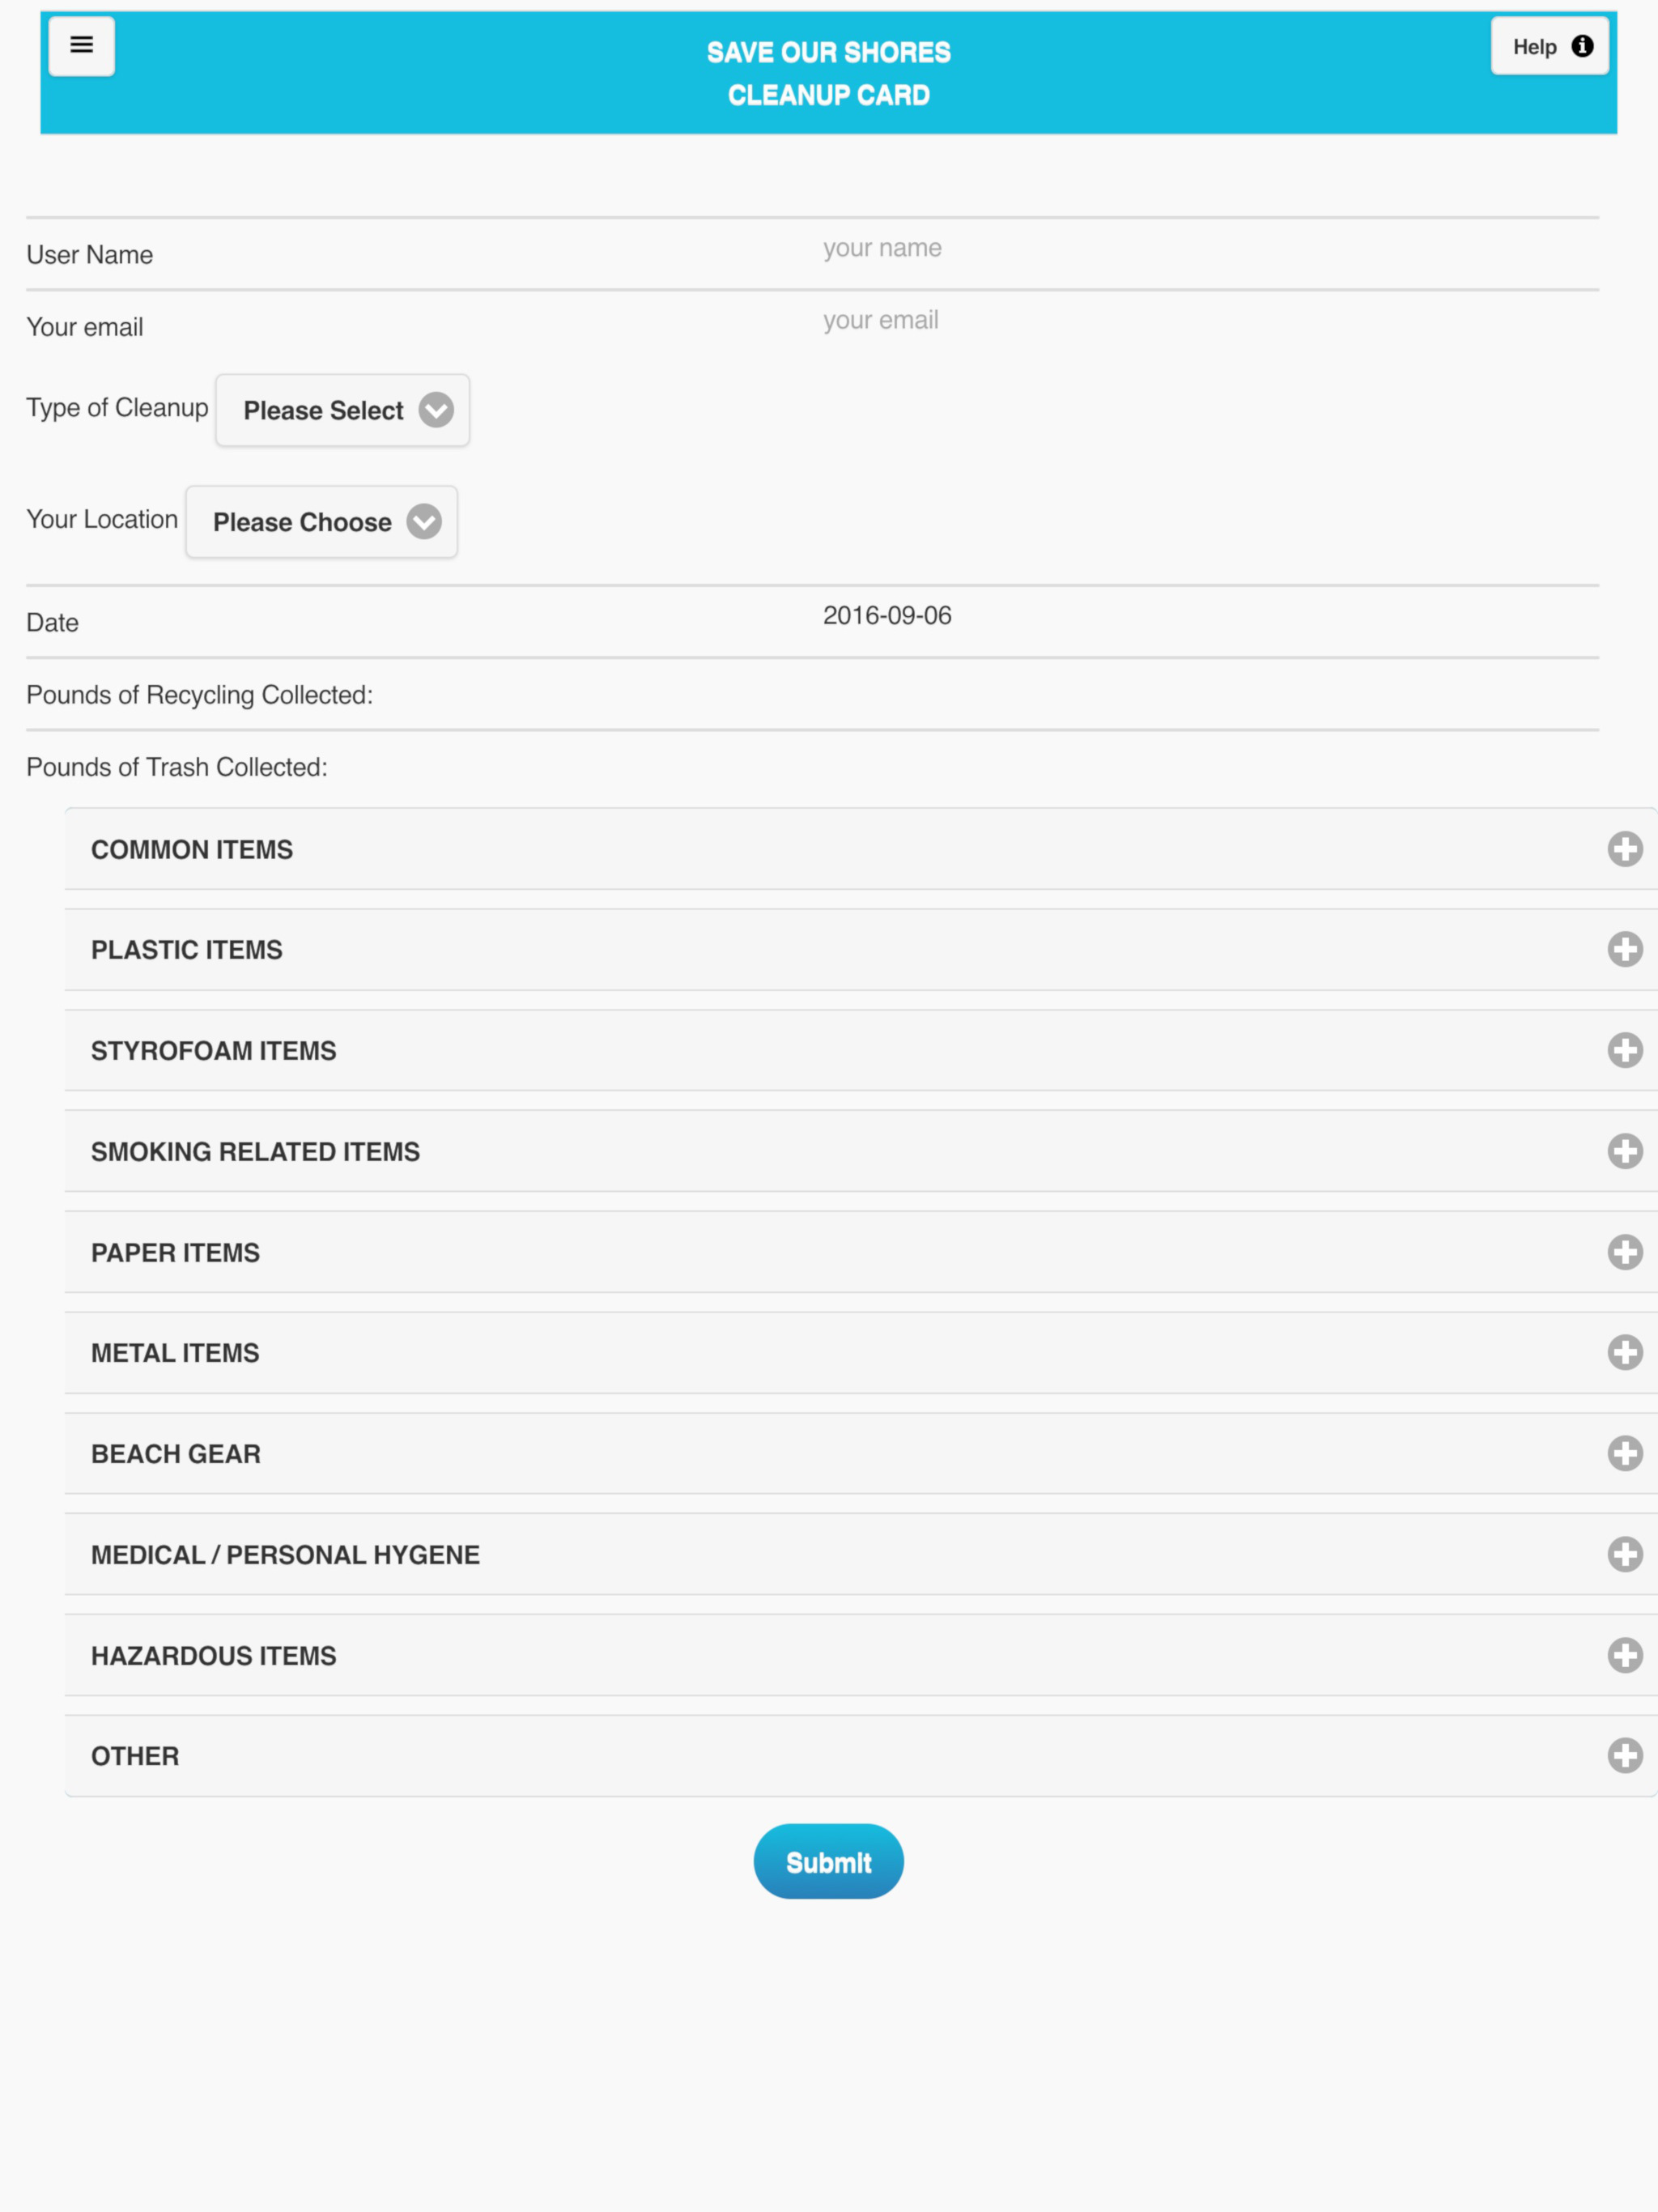 SAVE OUR SHORES
CLEANUP CARD
Help
User Name your name
Your email your email
Type of Cleanup Please Select
Your Location Please Choose
Date 2016-09-06
Pounds of Recycling Collected:
Pounds of Trash Collected:
COMMON ITEMS
PLASTIC ITEMS
STYROFOAM ITEMS
SMOKING RELATED ITEMS
PAPER ITEMS
METAL ITEMS
BEACH GEAR
MEDICAL / PERSONAL HYGENE
HAZARDOUS ITEMS
OTHER
Submit